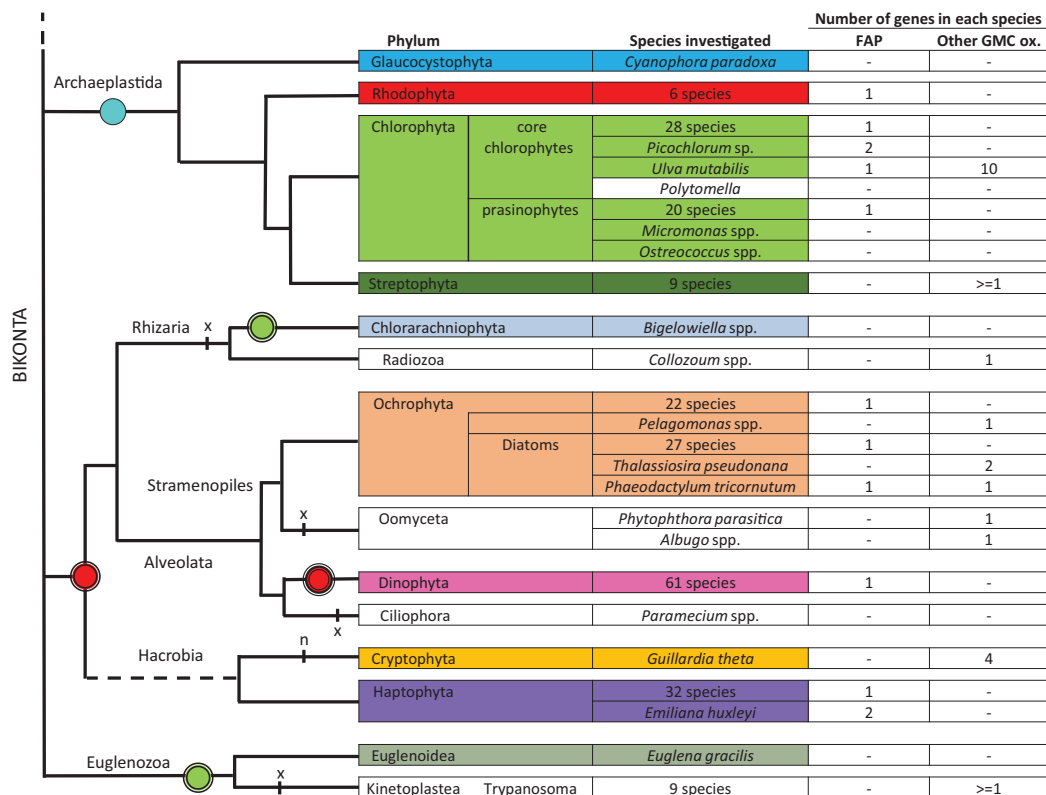 Number of genes in each species
Phylum Species investigated FAP Other GMC ox.
Glaucocystophyta Cyanophora paradoxa - -
Archaeplastida
Rhodophyta 6 species 1 -
Chlorophyta core 28 species 1 -
chlorophytes Picochlorum sp. 2 -
Ulva mutabilis 1 10
Polytomella - -
prasinophytes 20 species 1 -
Micromonas spp. - -
Ostreococcus spp. - -
Streptophyta 9 species - >=1
BIKONTA
Rhizaria x Chlorarachniophyta Bigelowiella spp. - -
Radiozoa Collozoum spp. - 1
Ochrophyta 22 species 1 -
Pelagomonas spp. - 1
Diatoms 27 species 1 -
Stramenopiles Thalassiosira pseudonana - 2
Phaeodactylum tricornutum 1 1
x Oomyceta Phytophthora parasitica - 1
Albugo spp. - 1
Alveolata
Dinophyta 61 species 1 -
x Ciliophora Paramecium spp. - -
n
Hacrobia Cryptophyta Guillardia theta - 4
Haptophyta 32 species 1 -
Emiliana huxleyi 2 -
Euglenozoa Euglenoidea Euglena gracilis - -
x
Kinetoplastea Trypanosoma 9 species - >=1